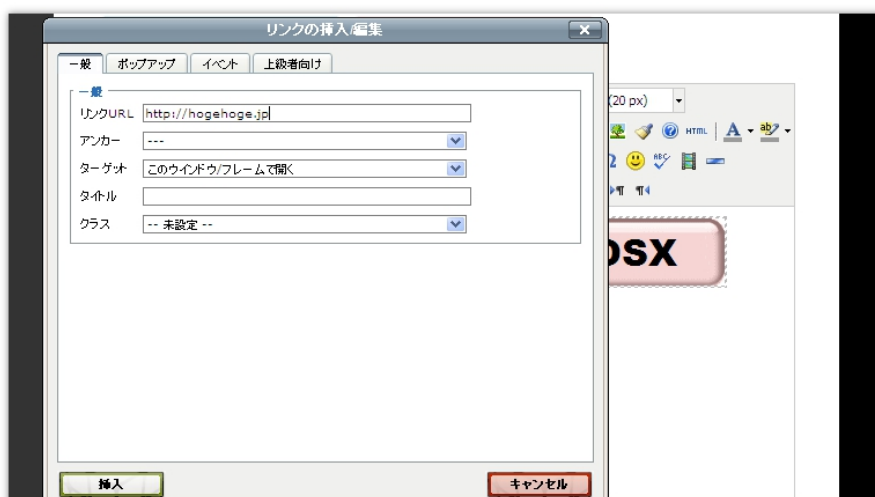 リンクの挿入/編集
一般 ポップアップ イベント 上級者向け
一般
リンクURL http://hogehoge.jp
アンカー ---
ターゲット このウインドウ/フレームで開く
タイトル
クラス -- 未設定 --
挿入 キャンセル
(20 px)
HTML A ab
ABC
OSX